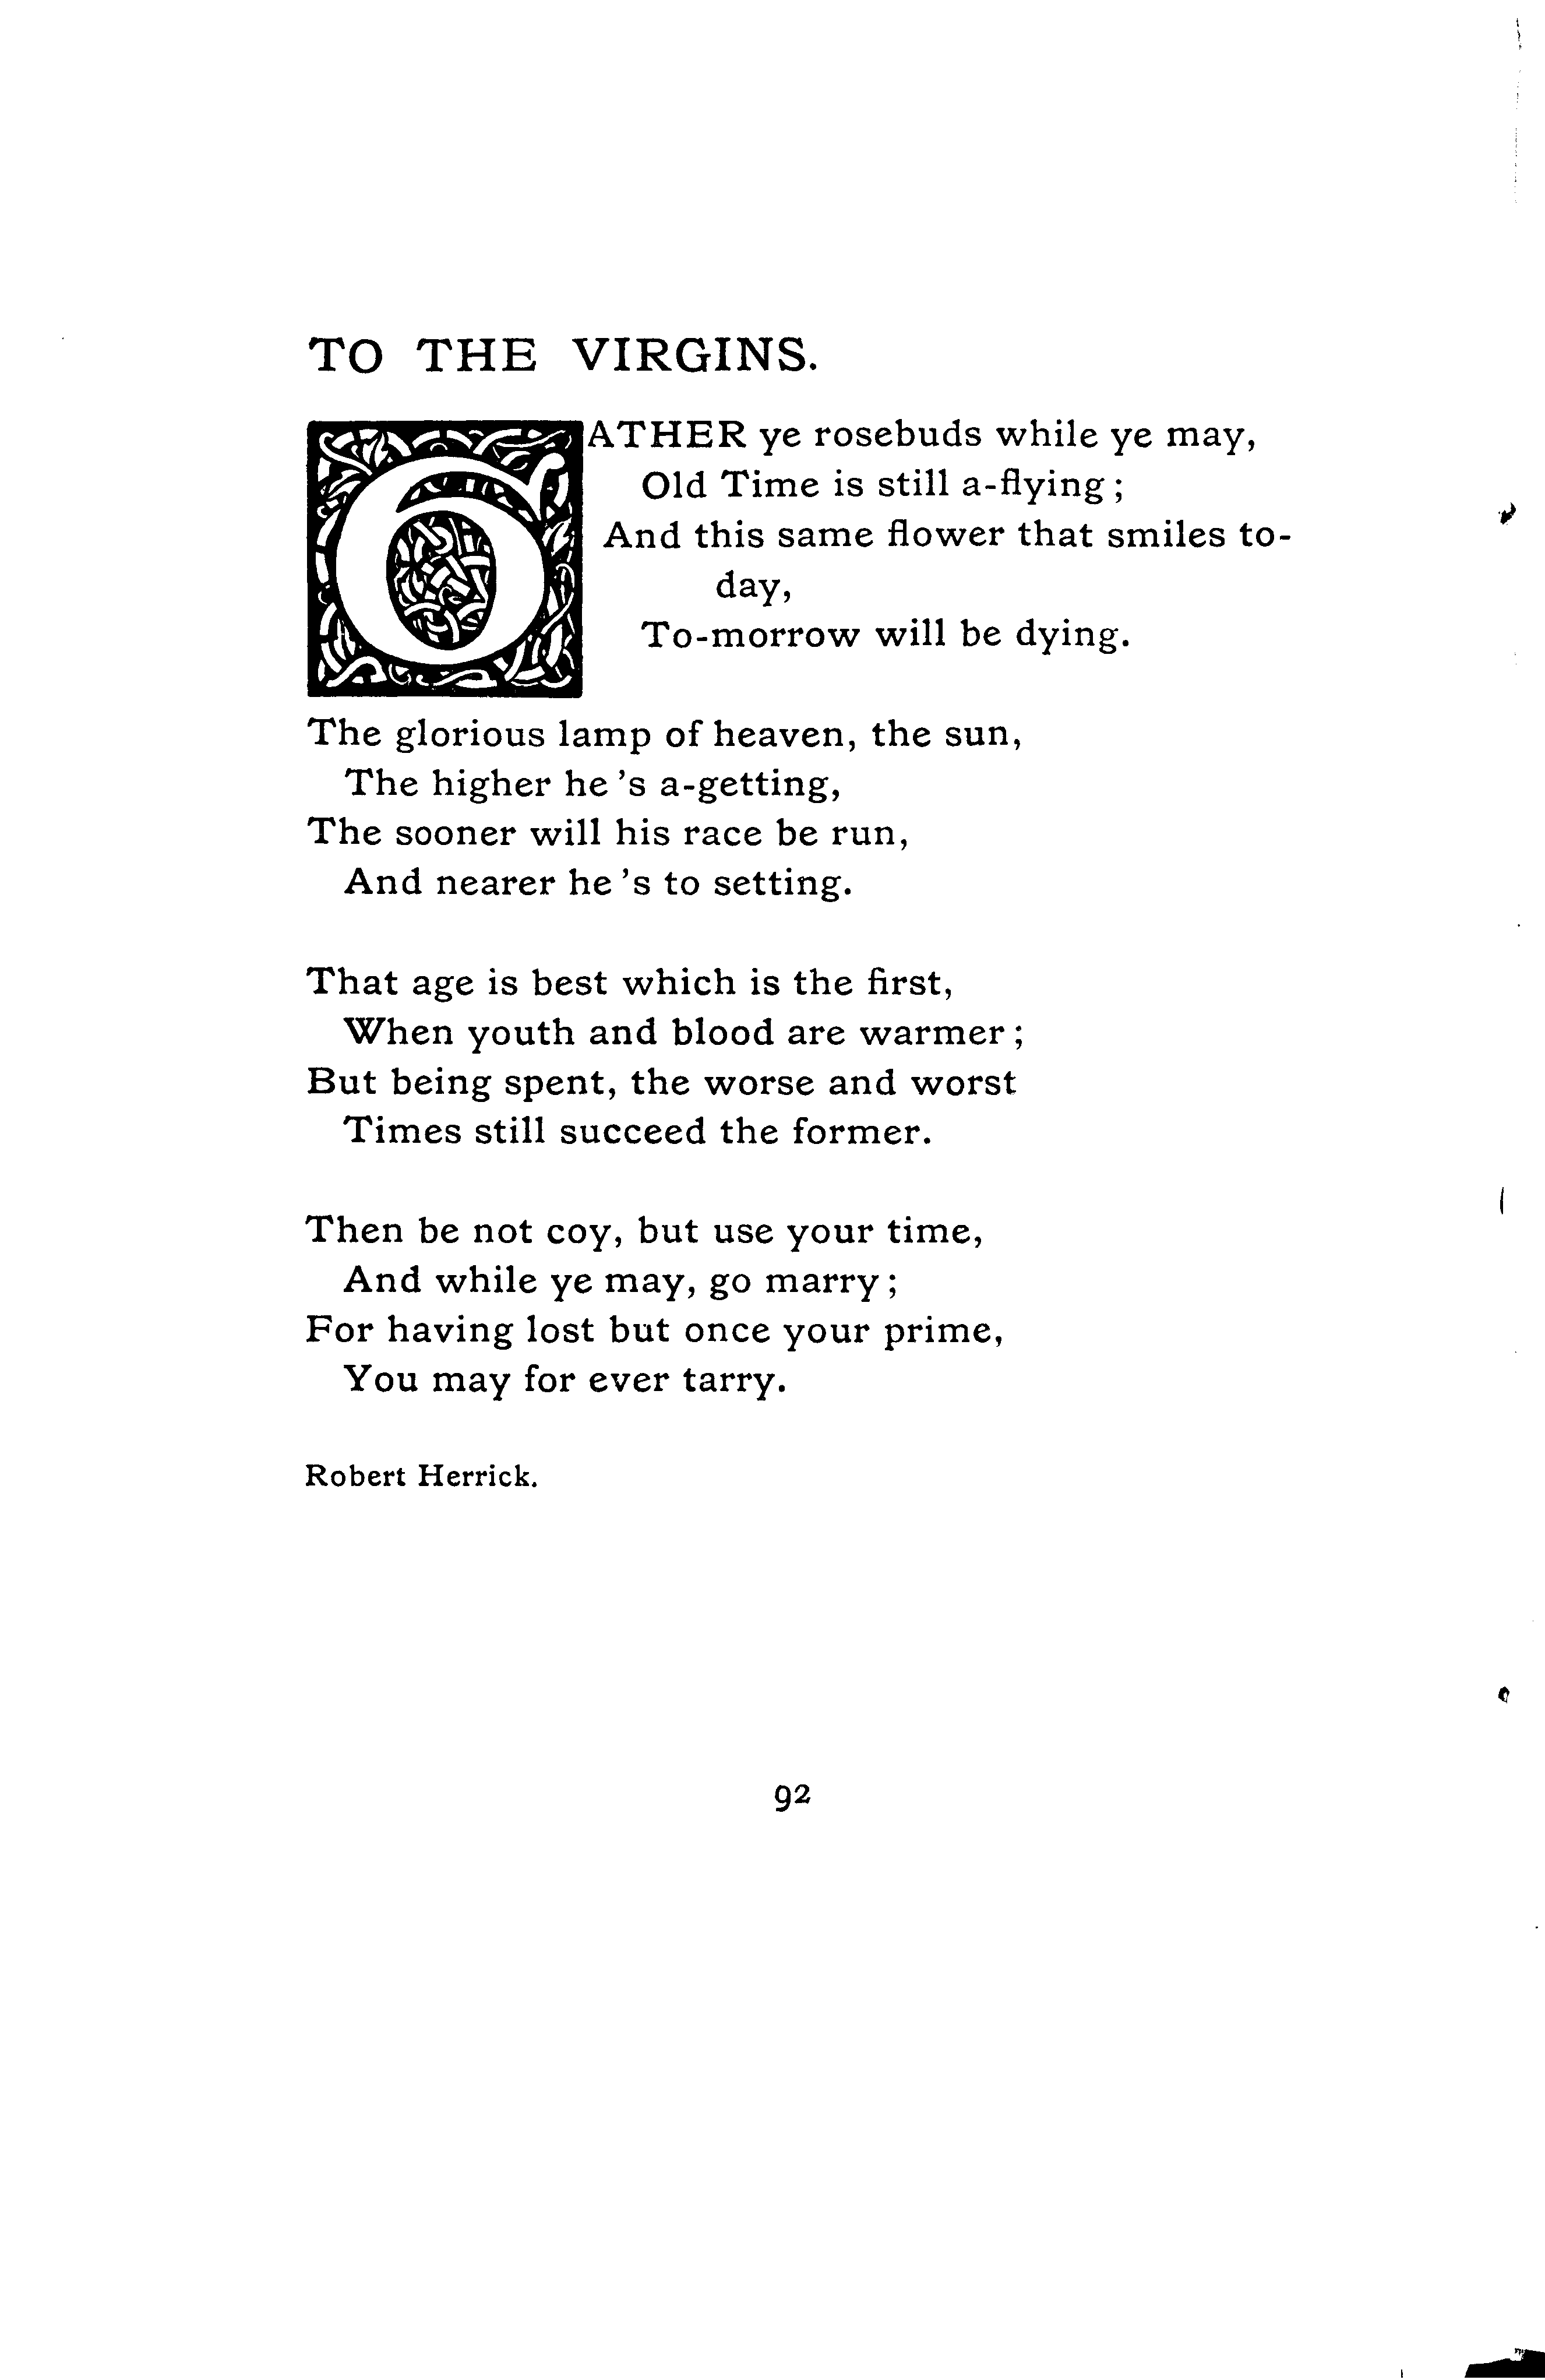 TO THE VIRGINS.
GATHER ye rosebuds while ye may,
Old Time is still a-flying;
And this same flower that smiles to-
day,
To-morrow will be dying.
The glorious lamp of heaven, the sun,
The higher he 's a-getting,
The sooner will his race be run,
And nearer he 's to setting.
That age is best which is the first,
When youth and blood are warmer;
But being spent, the worse and worst
Times still succeed the former.
Then be not coy, but use your time,
And while ye may, go marry;
For having lost but once your prime,
You may for ever tarry.
Robert Herrick.
92